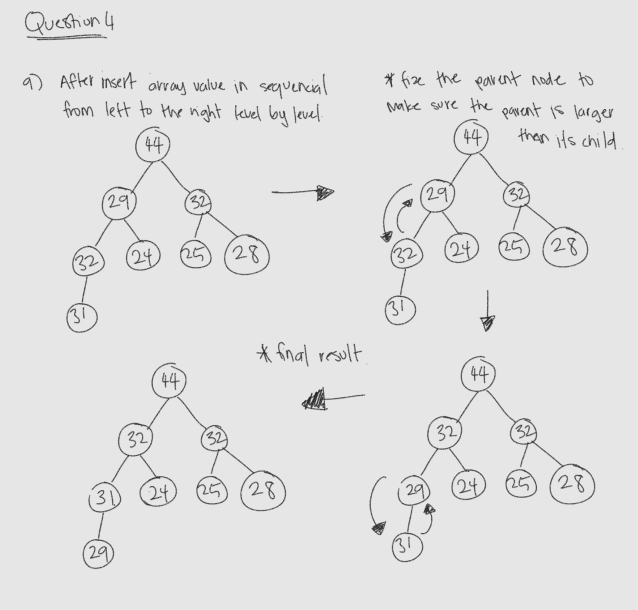 Question 4
a) After insert array value in sequencial
from left to the right level by level.
44
29 32
32 24 25 28
31
* fixe the parent node to
make sure the parent is larger
than its child.
44
29 32
32 24 25 28
31
44
32 32
29 24 25 28
31
* final result.
44
32 32
31 24 25 28
29